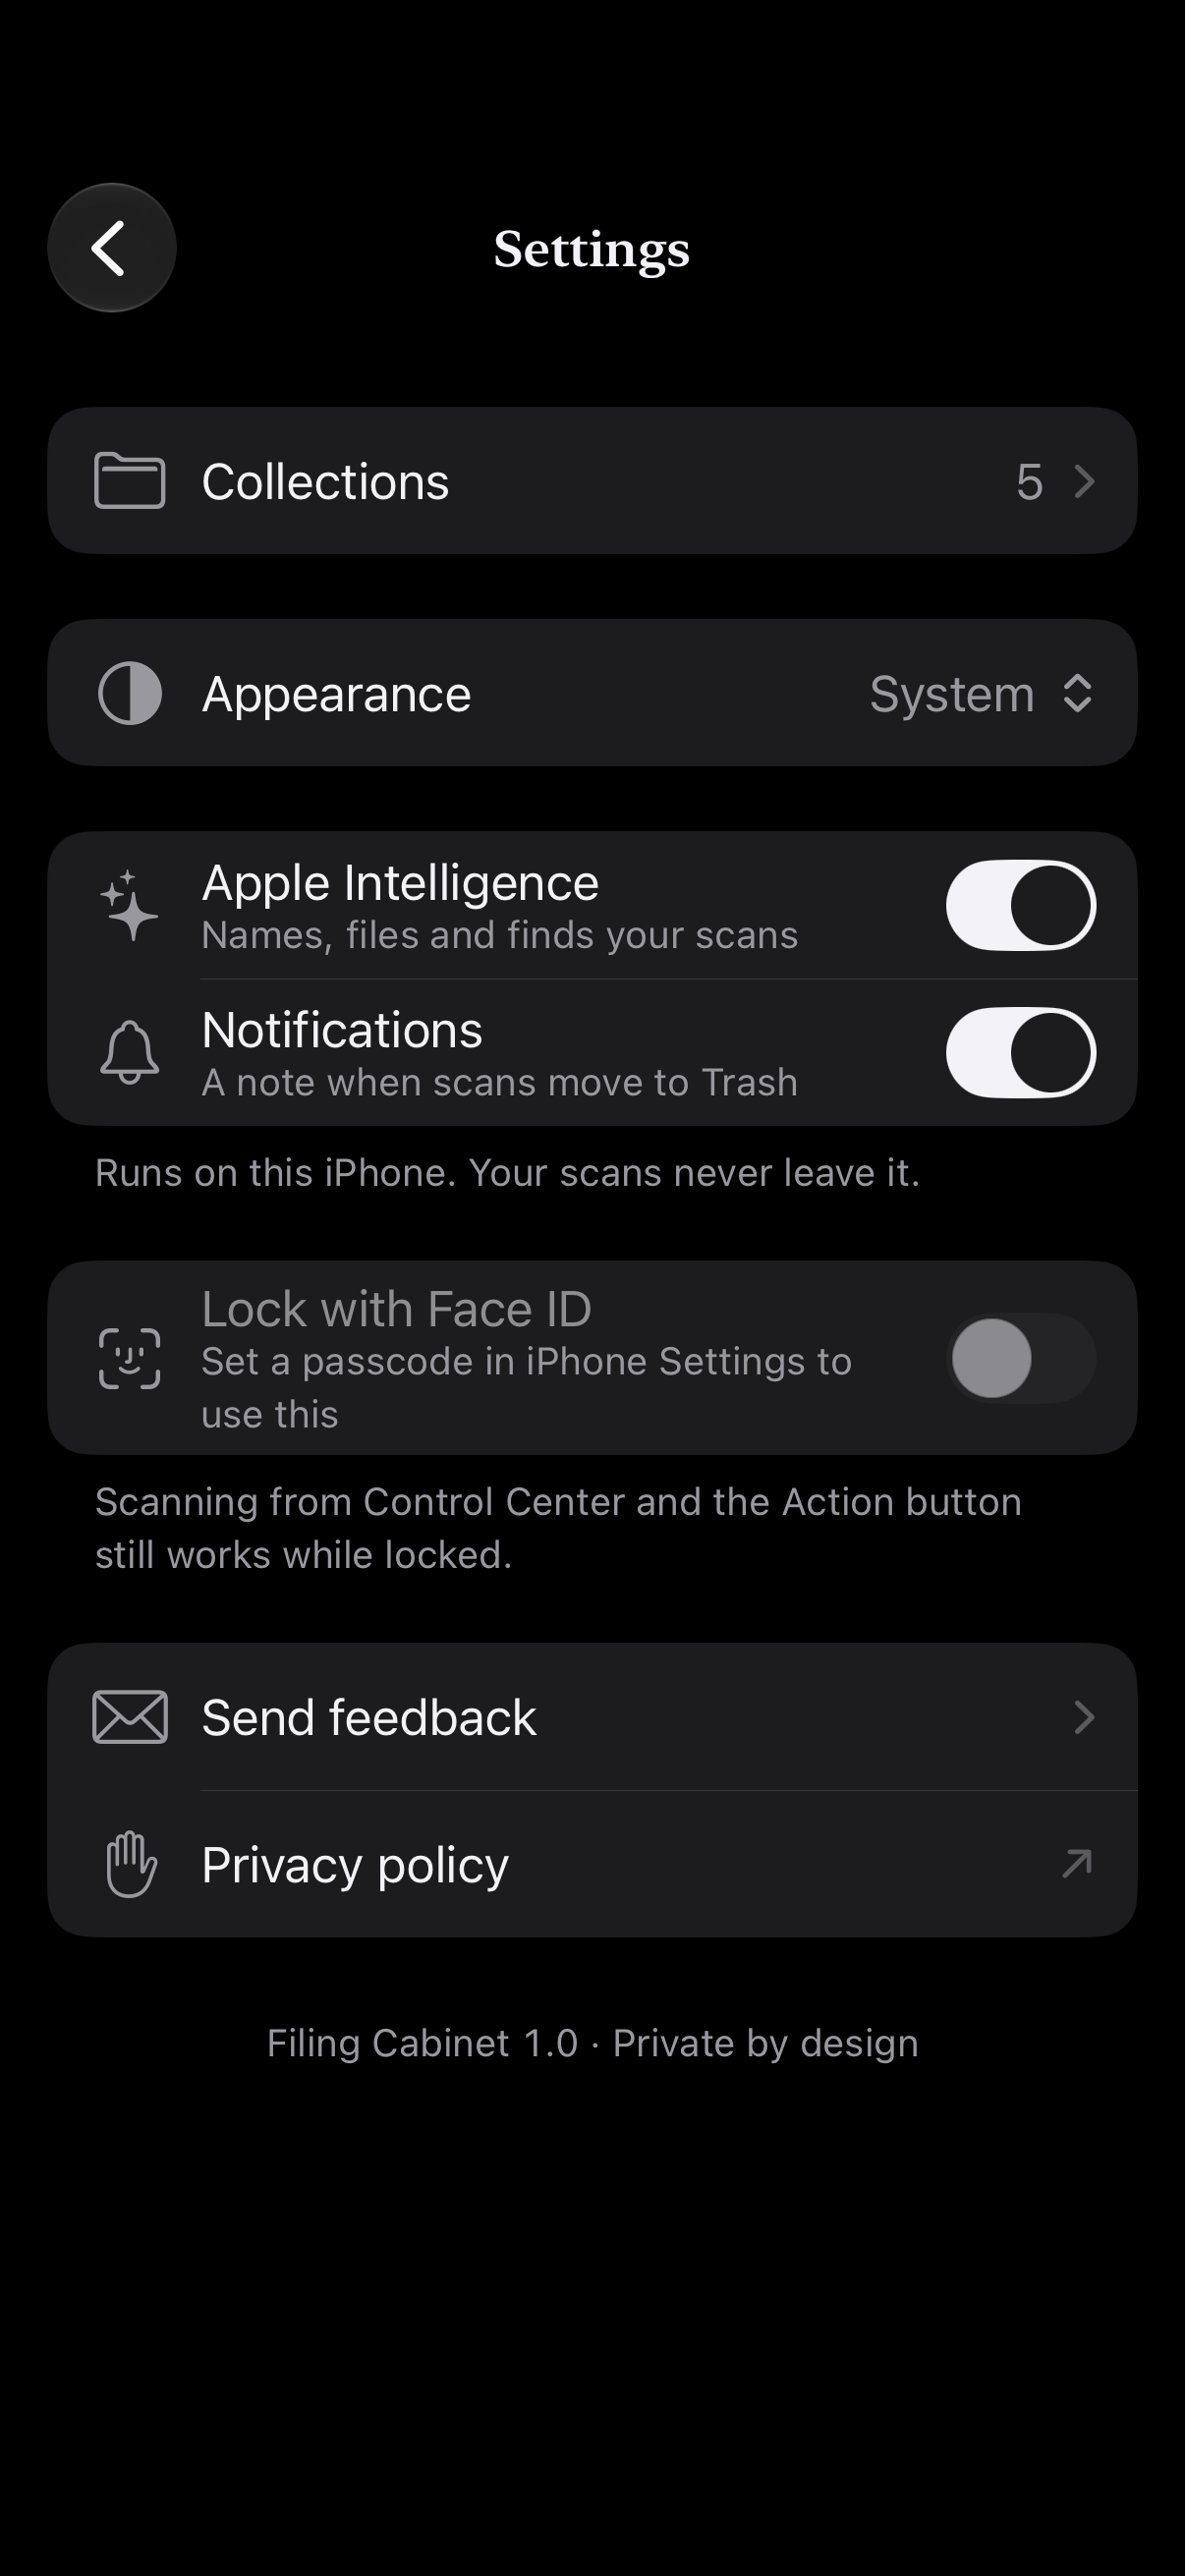 Settings
Collections 5
Appearance System
Apple Intelligence
Names, files and finds your scans
Notifications
A note when scans move to Trash
Runs on this iPhone. Your scans never leave it.
Lock with Face ID
Set a passcode in iPhone Settings to
use this
Scanning from Control Center and the Action button
still works while locked.
Send feedback
Privacy policy
Filing Cabinet 1.0 · Private by design